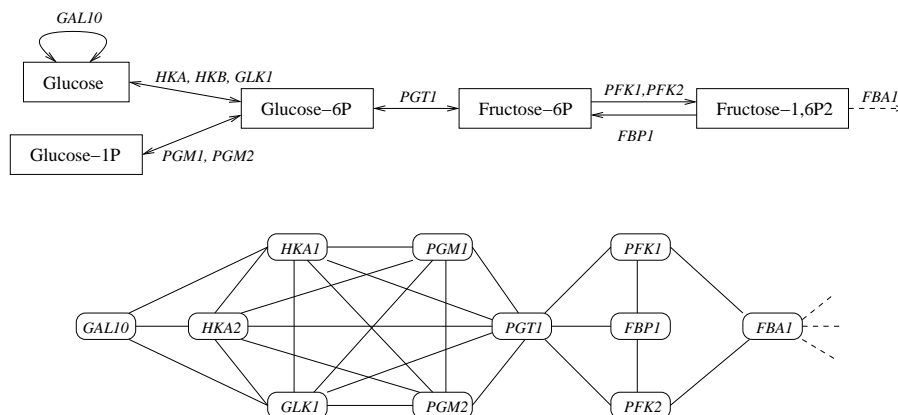 GAL10
Glucose
HKA, HKB, GLK1
Glucose−6P
PGT1
Fructose−6P
PFK1,PFK2
FBP1
Fructose−1,6P2
FBA1
Glucose−1P
PGM1, PGM2
HKA1
PGM1
PFK1
GAL10
HKA2
PGT1
FBP1
FBA1
GLK1
PGM2
PFK2